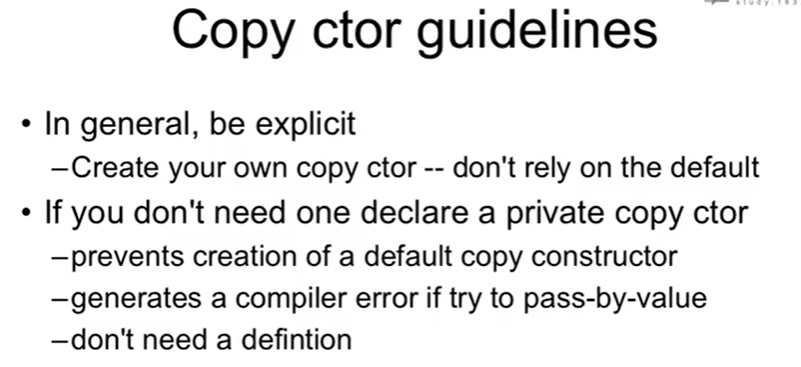 Copy ctor guidelines
• In general, be explicit
–Create your own copy ctor -- don't rely on the default
• If you don't need one declare a private copy ctor
–prevents creation of a default copy constructor
–generates a compiler error if try to pass-by-value
–don't need a defintion